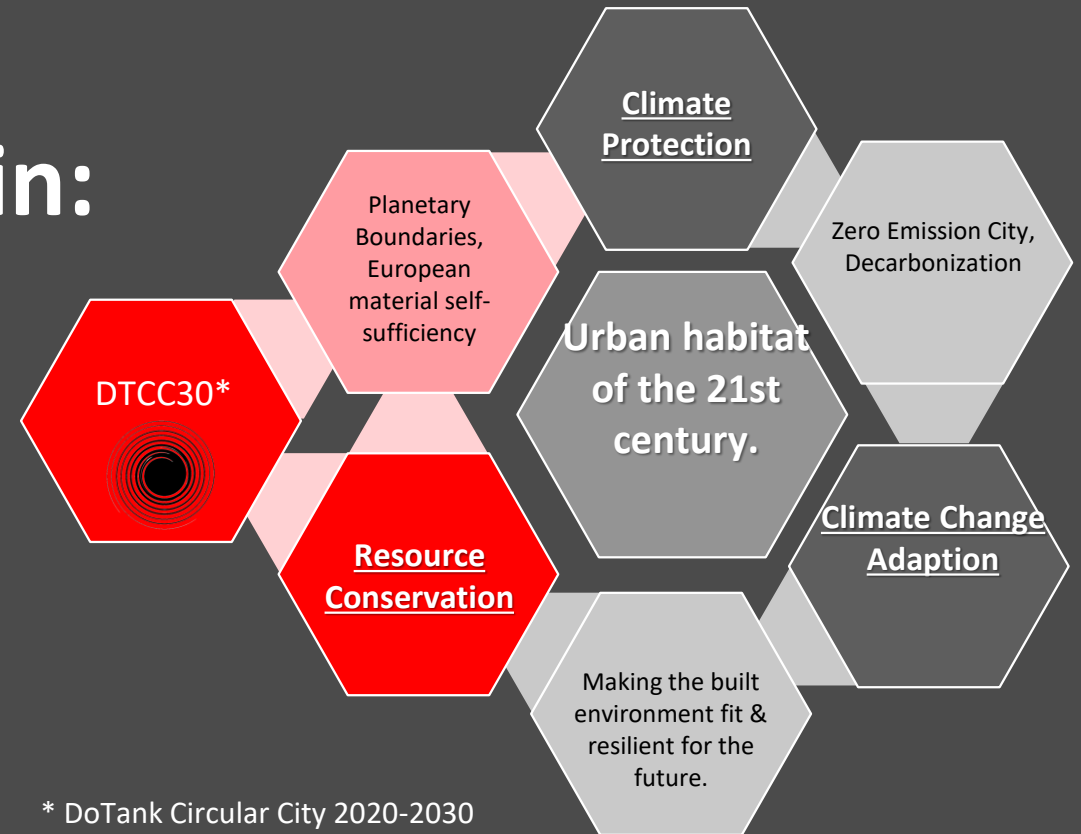 in:
Climate
Protection
Planetary
Boundaries,
European
material self-
sufficiency
Zero Emission City,
Decarbonization
DTCC30*
Urban habitat
of the 21st
century.
Resource
Conservation
Climate Change
Adaption
Making the built
environment fit &
resilient for the
future.
* DoTank Circular City 2020-2030